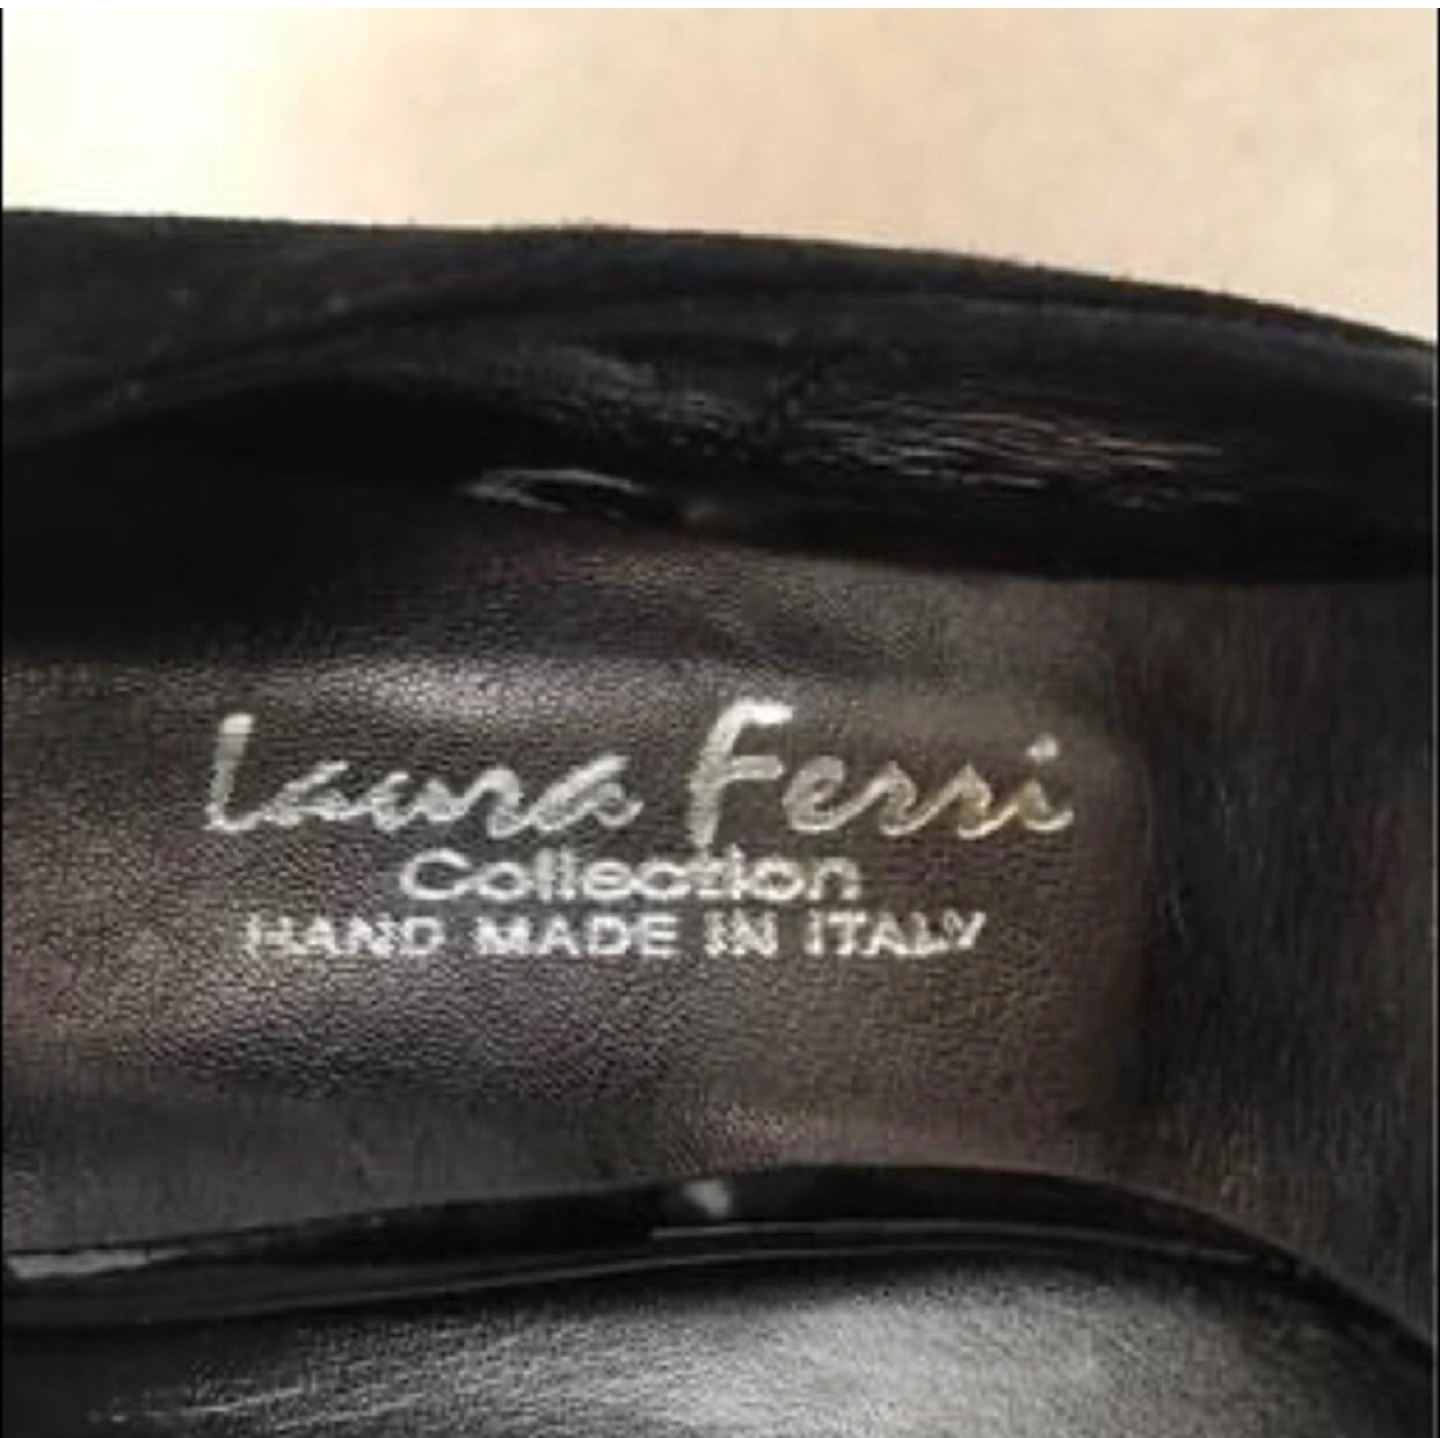 Laura Ferri
Collection
HAND MADE IN ITALY